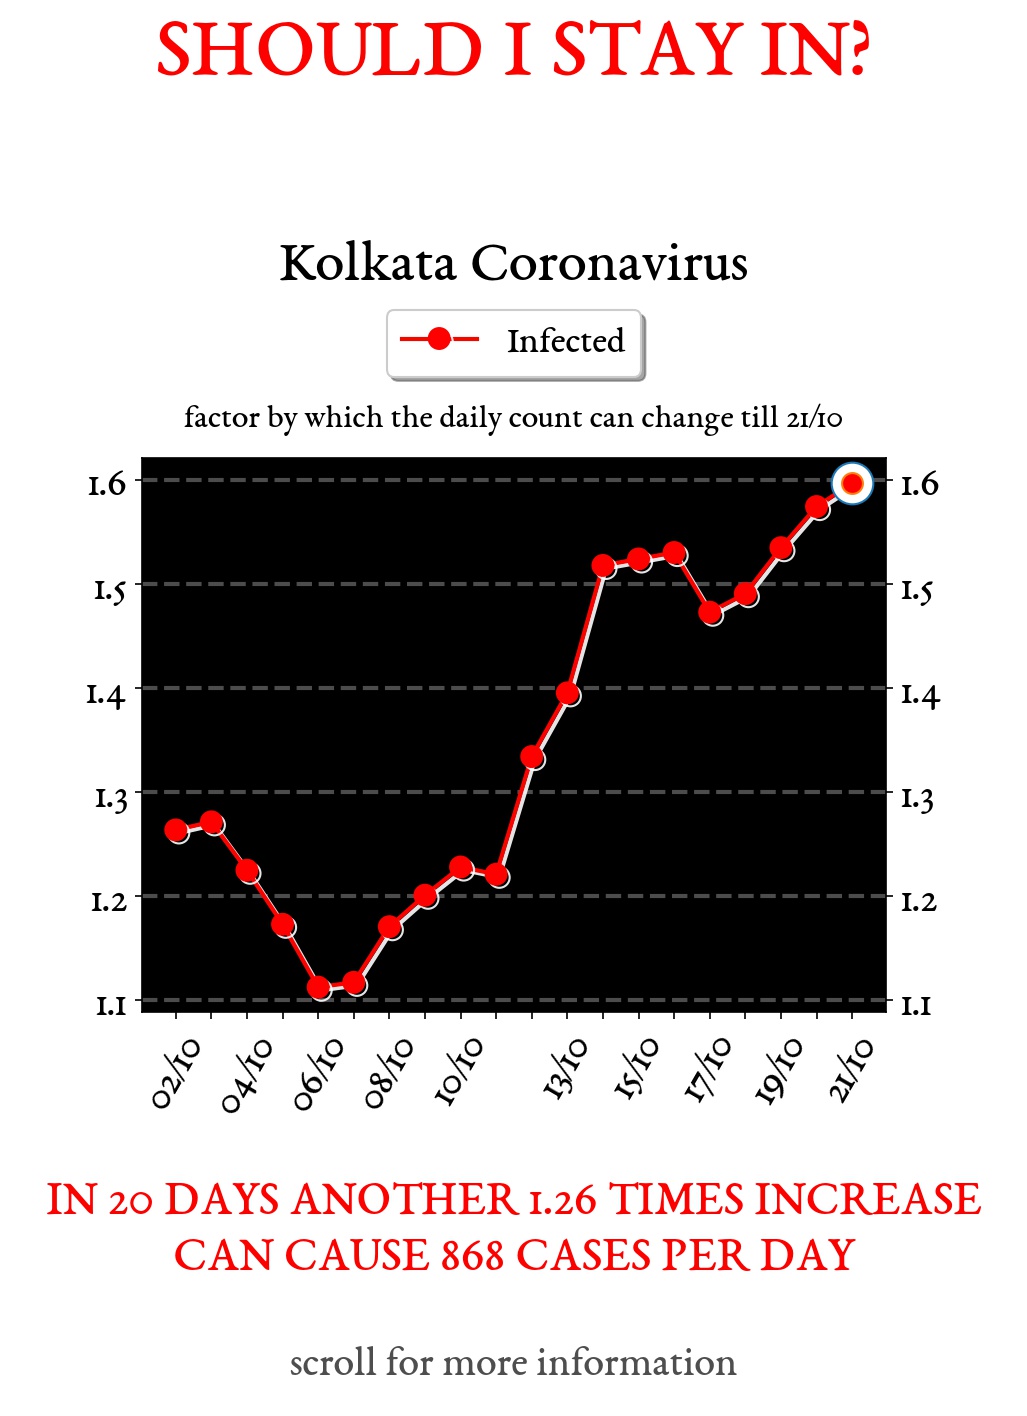 SHOULD I STAY IN?
Kolkata Coronavirus
Infected
factor by which the daily count can change till 21/10
1.6 1.6
1.5 1.5
1.4 1.4
1.3 1.3
1.2 1.2
1.1 1.1
02/10 04/10 06/10 08/10 10/10 13/10 15/10 17/10 19/10 21/10
IN 20 DAYS ANOTHER 1.26 TIMES INCREASE
CAN CAUSE 868 CASES PER DAY
scroll for more information